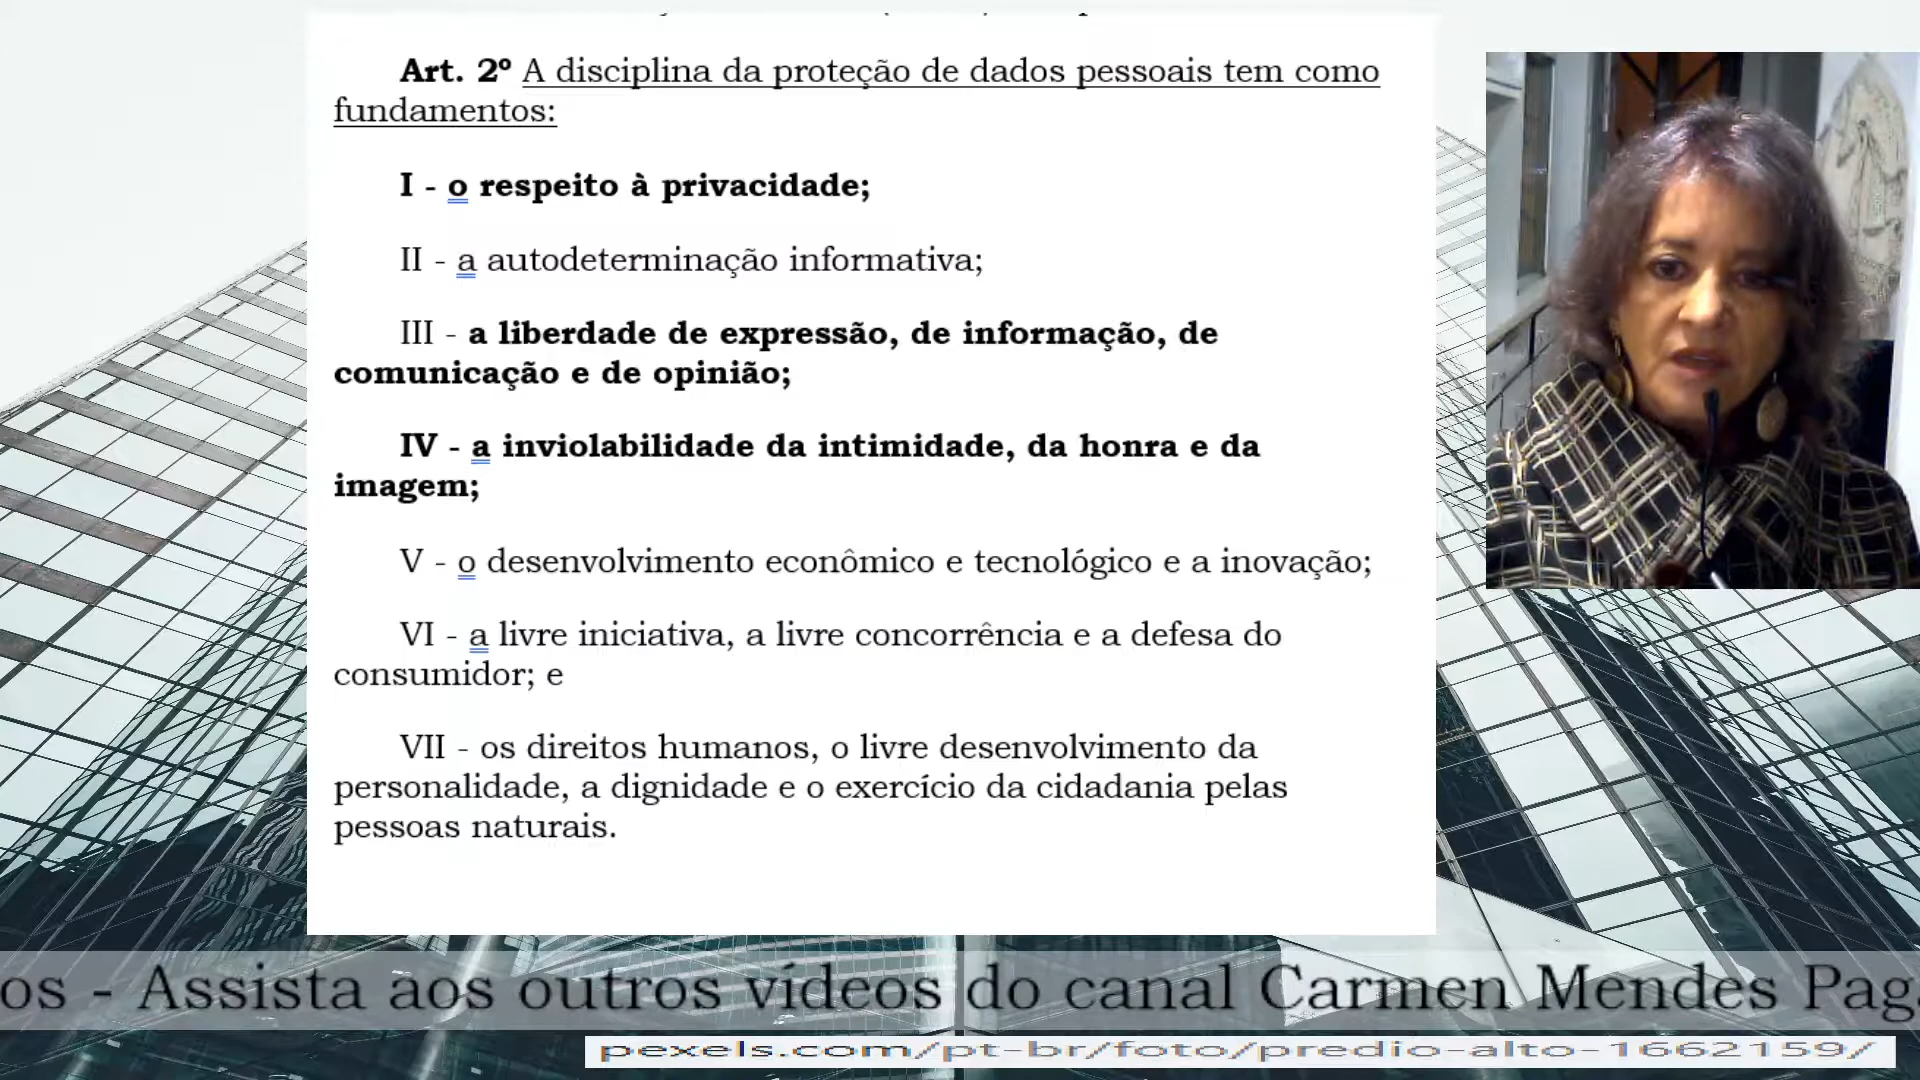 Art. 2º A disciplina da proteção de dados pessoais tem como
fundamentos:
I - o respeito à privacidade;
II - a autodeterminação informativa;
III - a liberdade de expressão, de informação, de
comunicação e de opinião;
IV - a inviolabilidade da intimidade, da honra e da
imagem;
V - o desenvolvimento econômico e tecnológico e a inovação;
VI - a livre iniciativa, a livre concorrência e a defesa do
consumidor; e
VII - os direitos humanos, o livre desenvolvimento da
personalidade, a dignidade e o exercício da cidadania pelas
pessoas naturais.
os - Assista aos outros vídeos do canal Carmen Mendes Pag
pexels.com/pt-br/foto/predio-alto-1662159/